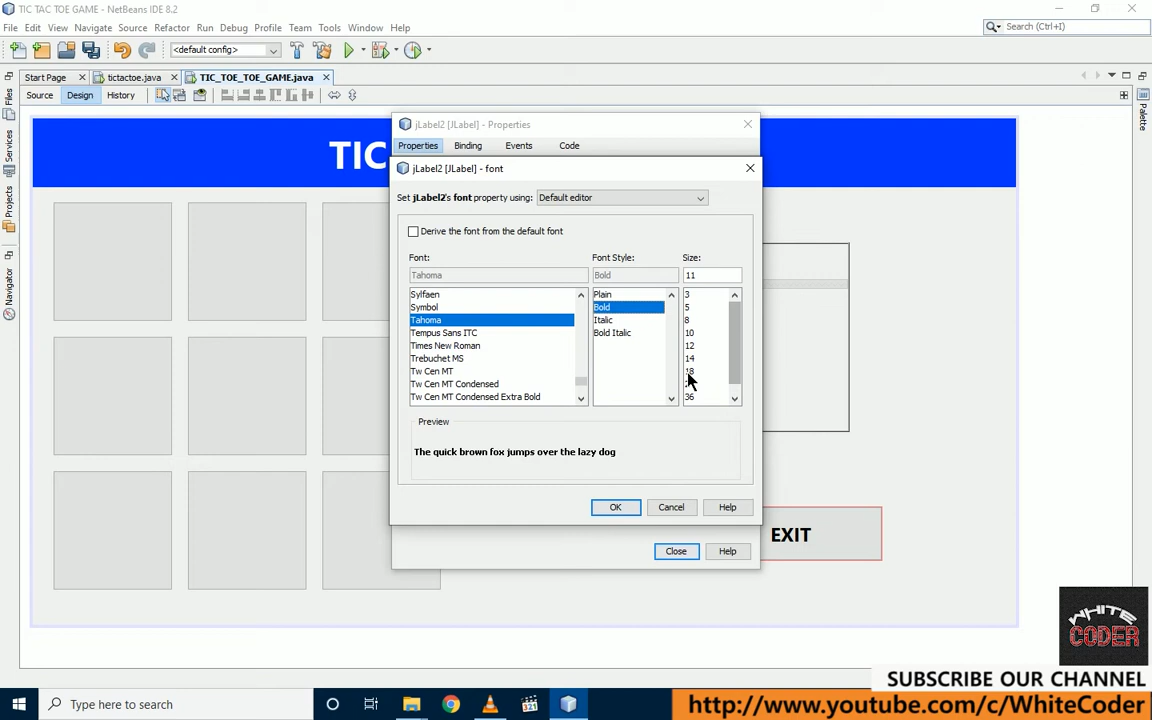 TIC TAC TOE GAME - NetBeans IDE 8.2
File Edit View Navigate Source Refactor Run Debug Profile Team Tools Window Help
Search (Ctrl+I)
<default config>
Start Page tictactoe.java TIC_TOE_TOE_GAME.java
Source Design History
Files
Services
Projects
Navigator
Palette
TIC
jLabel2 [JLabel] - Properties
Properties Binding Events Code
jLabel2 [JLabel] - font
Set jLabel2's font property using: Default editor
Derive the font from the default font
Font: Font Style: Size:
Tahoma Bold 11
Sylfaen Plain 3
Symbol Bold 5
Tahoma Italic 8
Tempus Sans ITC Bold Italic 10
Times New Roman 12
Trebuchet MS 14
Tw Cen MT 18
Tw Cen MT Condensed
Tw Cen MT Condensed Extra Bold 36
Preview
The quick brown fox jumps over the lazy dog
OK Cancel Help
EXIT
Close Help
WHITE
CODER
SUBSCRIBE OUR CHANNEL
Type here to search
321
http://www.youtube.com/c/WhiteCoder